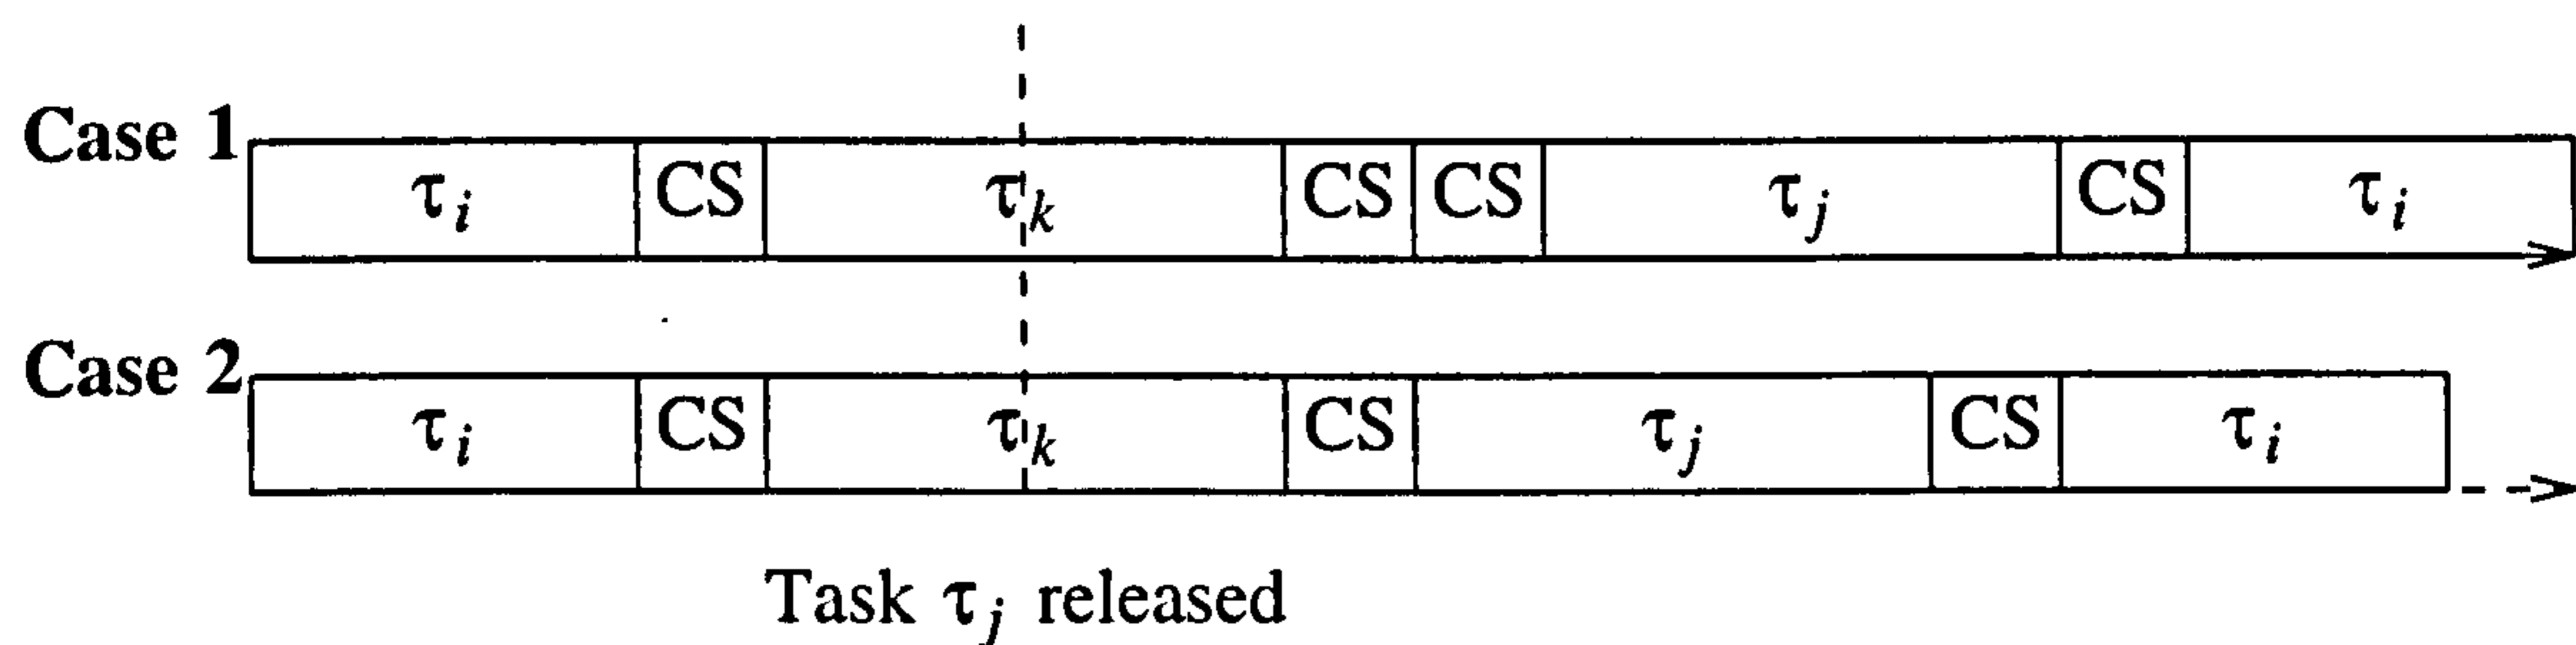 Case 1 τi CS τk CS CS τj CS τi
Case 2 τi CS τk CS τj CS τi
Task τj released